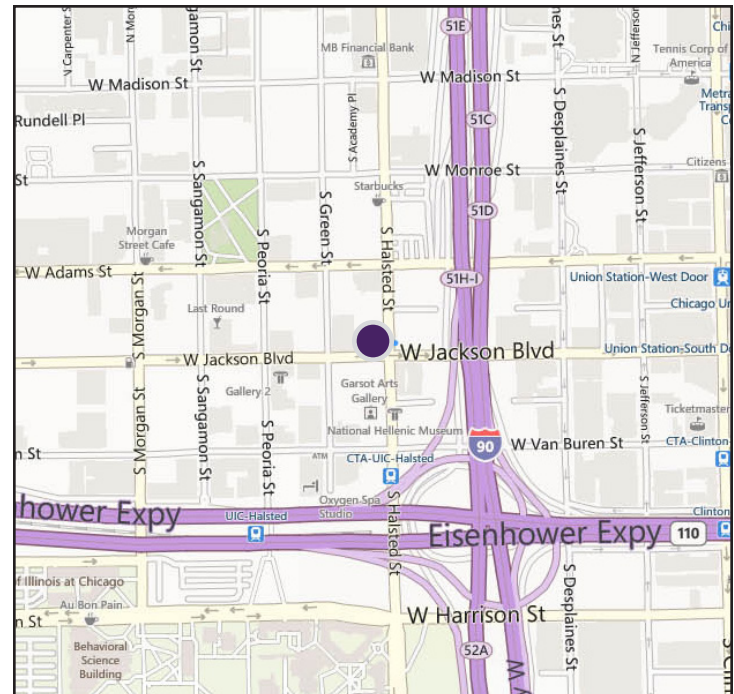 N Carpenter S
N Mor
S Sangamon St
51E
MB Financial Bank
W Madison St
W Madison St
S Desplaines St
N Jefferson
Tennis Corp of
America
Metra
Transp
Rundell Pl
S Academy Pl
51C
St
W Monroe St
Citizens
Starbucks
51D
S Jefferson St
Morgan
Street Cafe
S Peoria St
S Green St
S Halsted St
W Adams St
51H-I
Union Station-West Door
Chicago Un
Last Round
S Morgan St
W Jackson Blvd
W Jackson Blvd
Union Station-South D
Gallery 2
Garsot Arts
Gallery
National Hellenic Museum
S Sangamon St
S Morgan St
S Peoria St
S Jefferson St
Ticketmaster
90
W Van Buren St
CTA-Clinton
n St
ATM
CTA-UIC-Halsted
Oxygen Spa
Studio
UIC-Halsted
S Halsted St
Clinton
hower Expy
Eisenhower Expy
110
f Illinois at Chicago
Au Bon Pain
n St
W Harrison St
S Desplaines St
Behavioral
Science
Building
52A